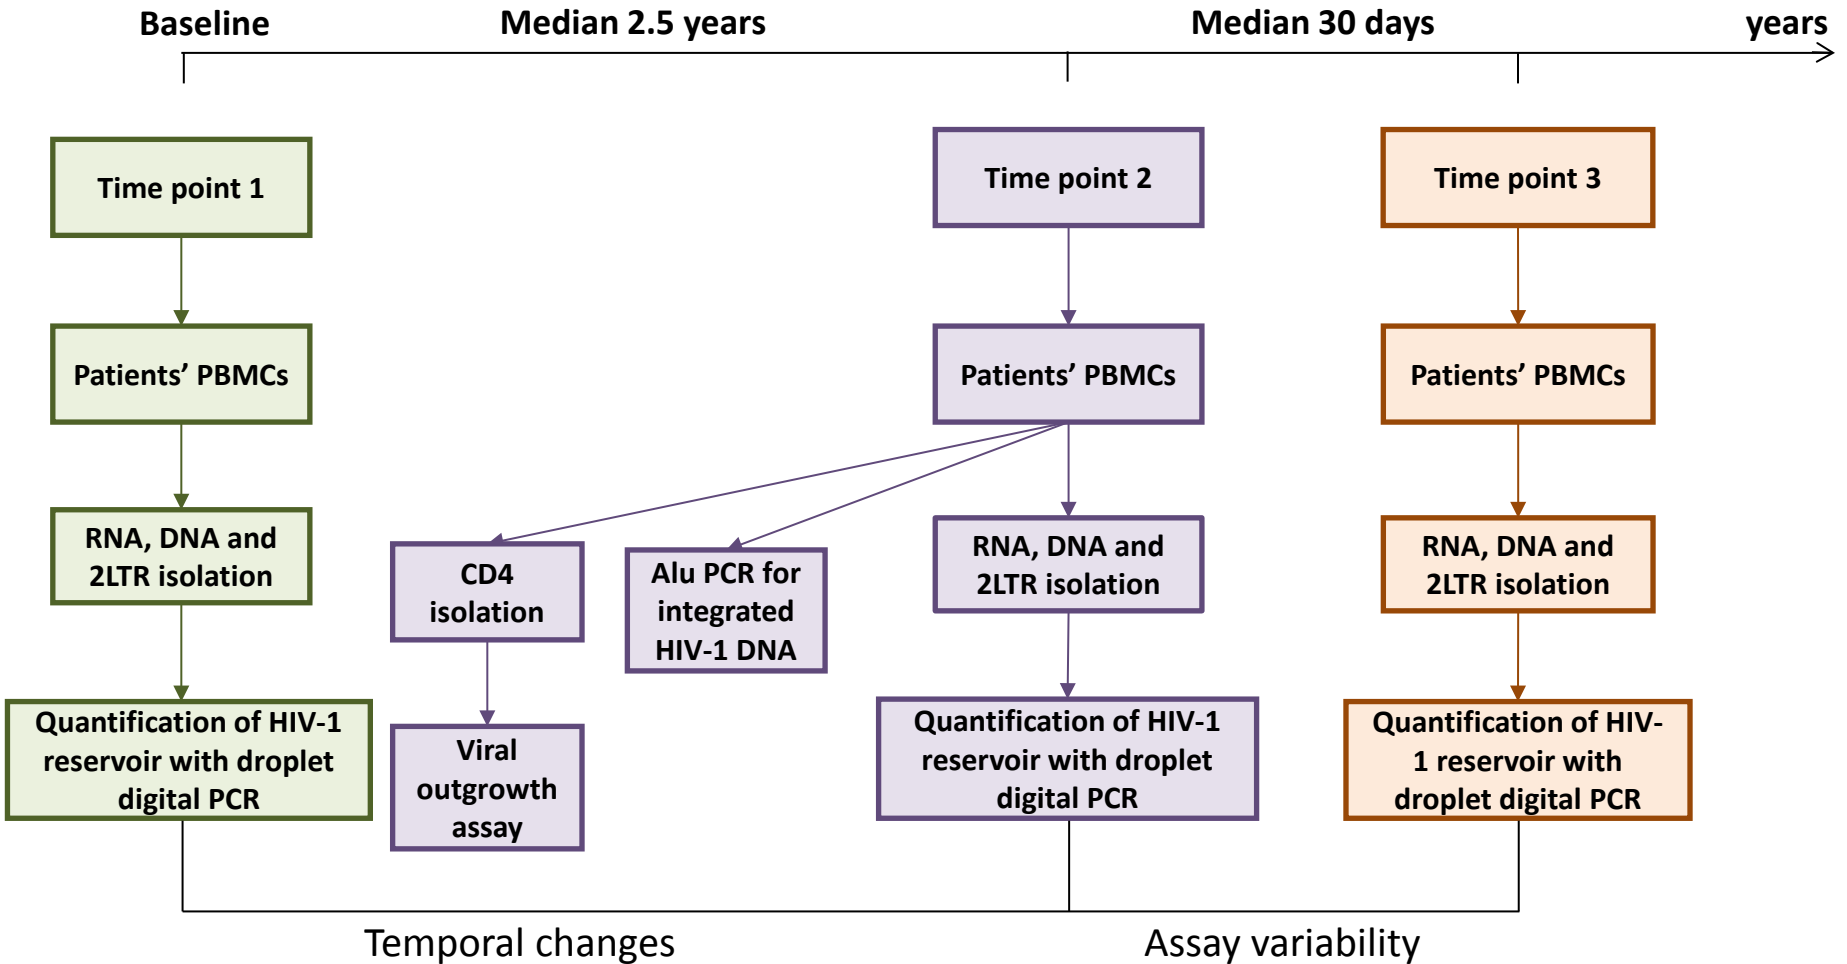 Baseline
Median 2.5 years
Median 30 days
years
Time point 1
Time point 2
Time point 3
Patients’ PBMCs
Patients’ PBMCs
Patients’ PBMCs
RNA, DNA and
2LTR isolation
CD4
isolation
Alu PCR for
integrated
HIV-1 DNA
RNA, DNA and
2LTR isolation
RNA, DNA and
2LTR isolation
Quantification of HIV-1
reservoir with droplet
digital PCR
Viral
outgrowth
assay
Quantification of HIV-1
reservoir with droplet
digital PCR
Quantification of HIV-
1 reservoir with
droplet digital PCR
Temporal changes
Assay variability